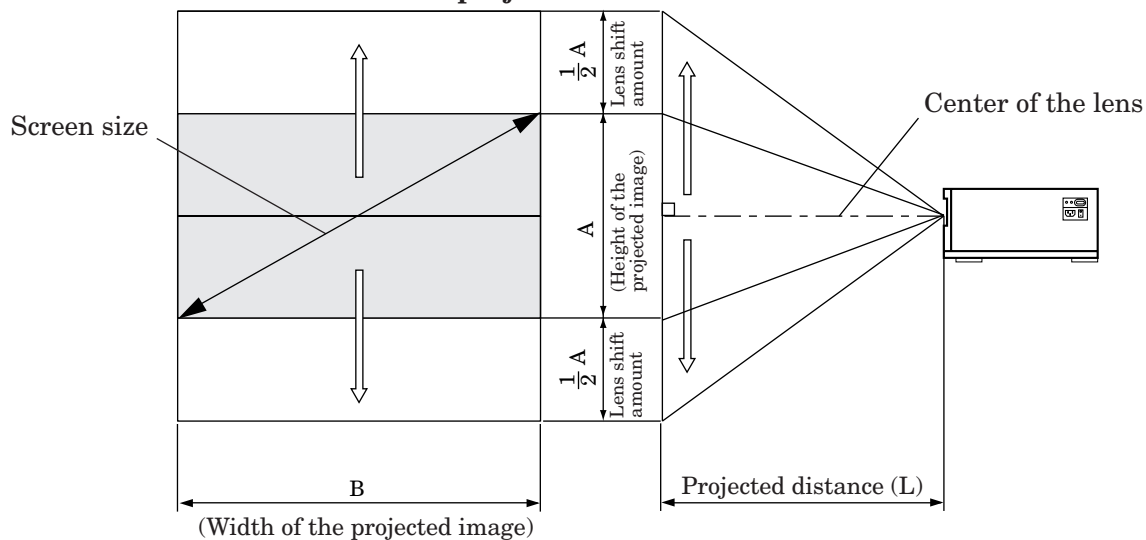 Screen size
1/2 A
Lens shift
amount
A
(Height of the
projected image)
1/2 A
Lens shift
amount
Center of the lens
B
(Width of the projected image)
Projected distance (L)